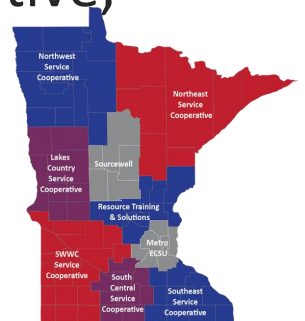 tive)
Northwest
Service
Cooperative
Northeast
Service
Cooperative
Lakes
Country
Service
Cooperative
Sourcewell
Resource Training
& Solutions
Metro
ECSU
SWWC
Service
Cooperative
South
Central
Service
Cooperative
Southeast
Service
Cooperative